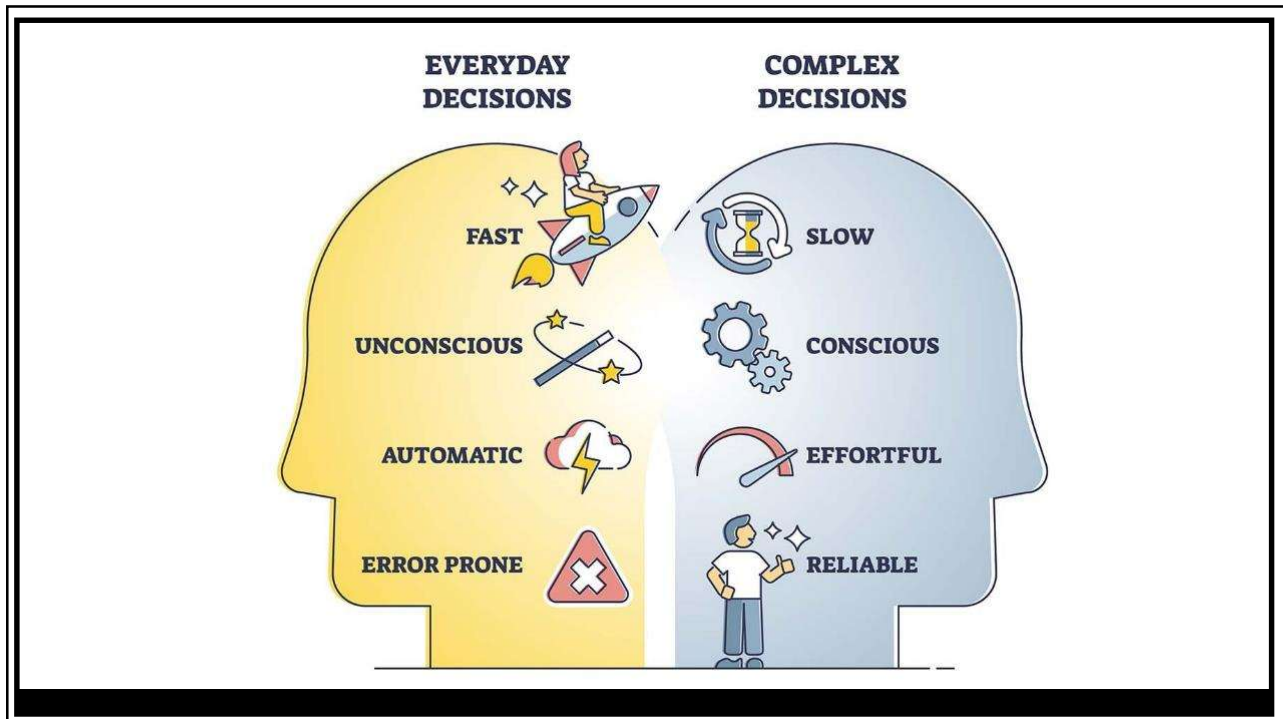 EVERYDAY
DECISIONS
FAST
UNCONSCIOUS
AUTOMATIC
ERROR PRONE
COMPLEX
DECISIONS
SLOW
CONSCIOUS
EFFORTFUL
RELIABLE